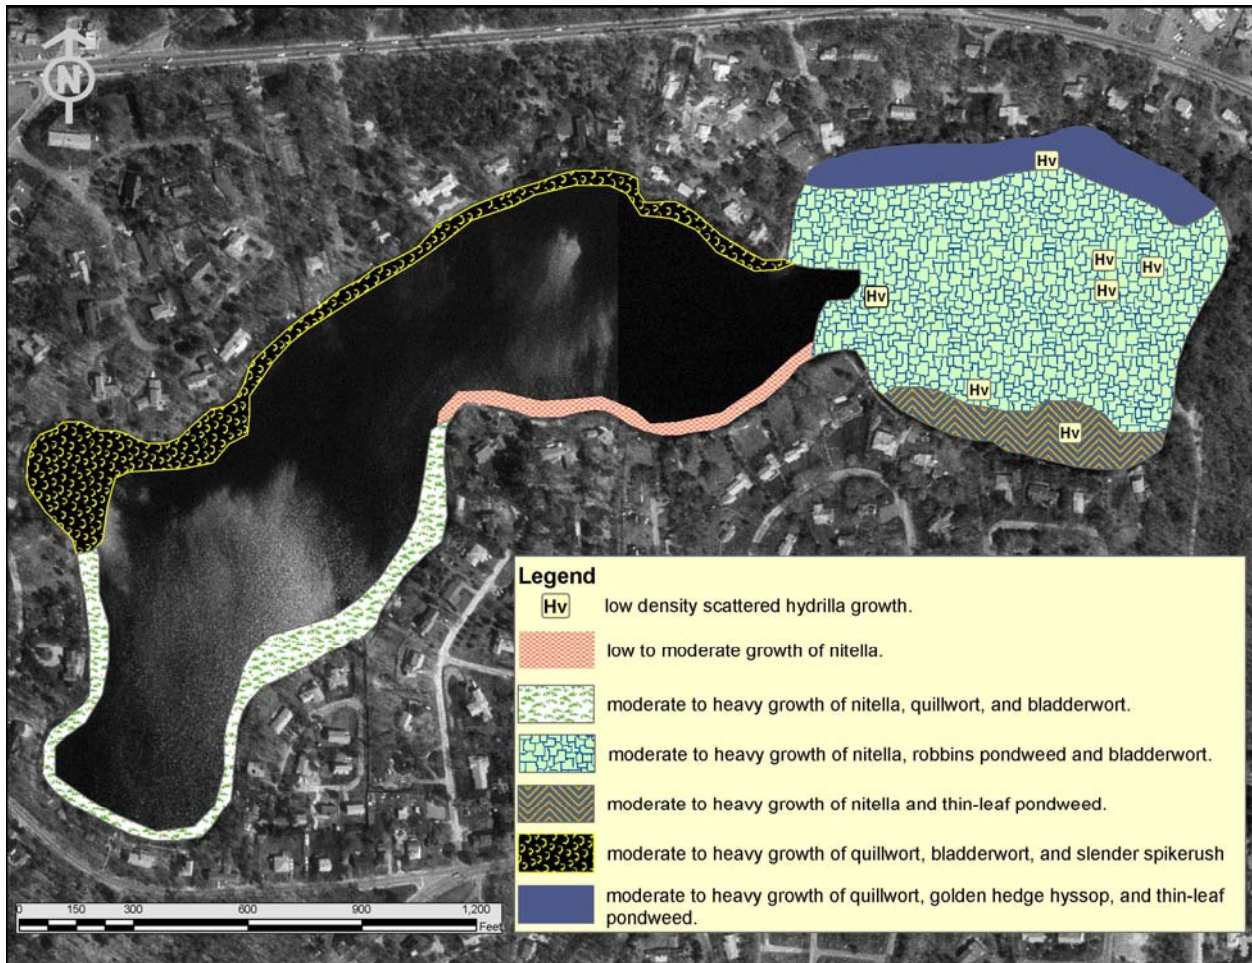 N
Hv
Hv
Hv
Hv
Hv
Hv
Hv
Legend
Hv low density scattered hydrilla growth.
low to moderate growth of nitella.
moderate to heavy growth of nitella, quillwort, and bladderwort.
moderate to heavy growth of nitella, robbins pondweed and bladderwort.
moderate to heavy growth of nitella and thin-leaf pondweed.
moderate to heavy growth of quillwort, bladderwort, and slender spikerush
moderate to heavy growth of quillwort, golden hedge hyssop, and thin-leaf
pondweed.
0 150 300 600 900 1,200
Feet